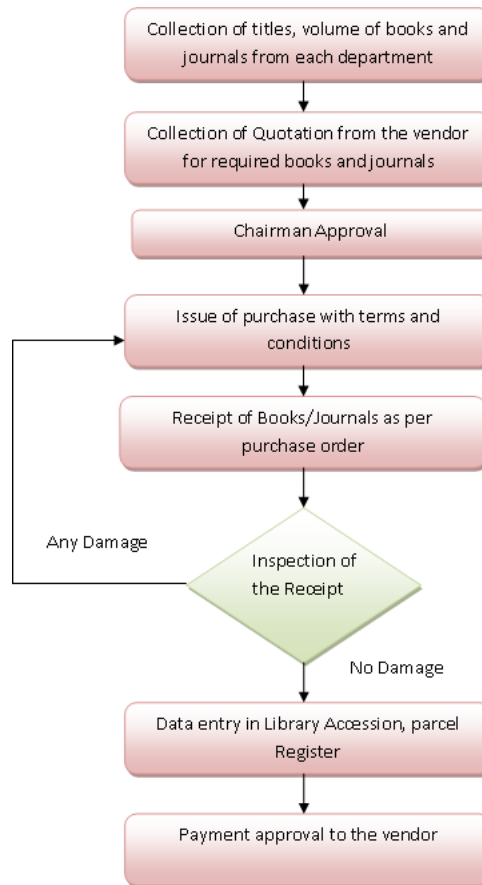 Collection of titles, volume of books and
journals from each department
Collection of Quotation from the vendor
for required books and journals
Chairman Approval
Issue of purchase with terms and
conditions
Receipt of Books/Journals as per
purchase order
Any Damage
Inspection of
the Receipt
No Damage
Data entry in Library Accession, parcel
Register
Payment approval to the vendor